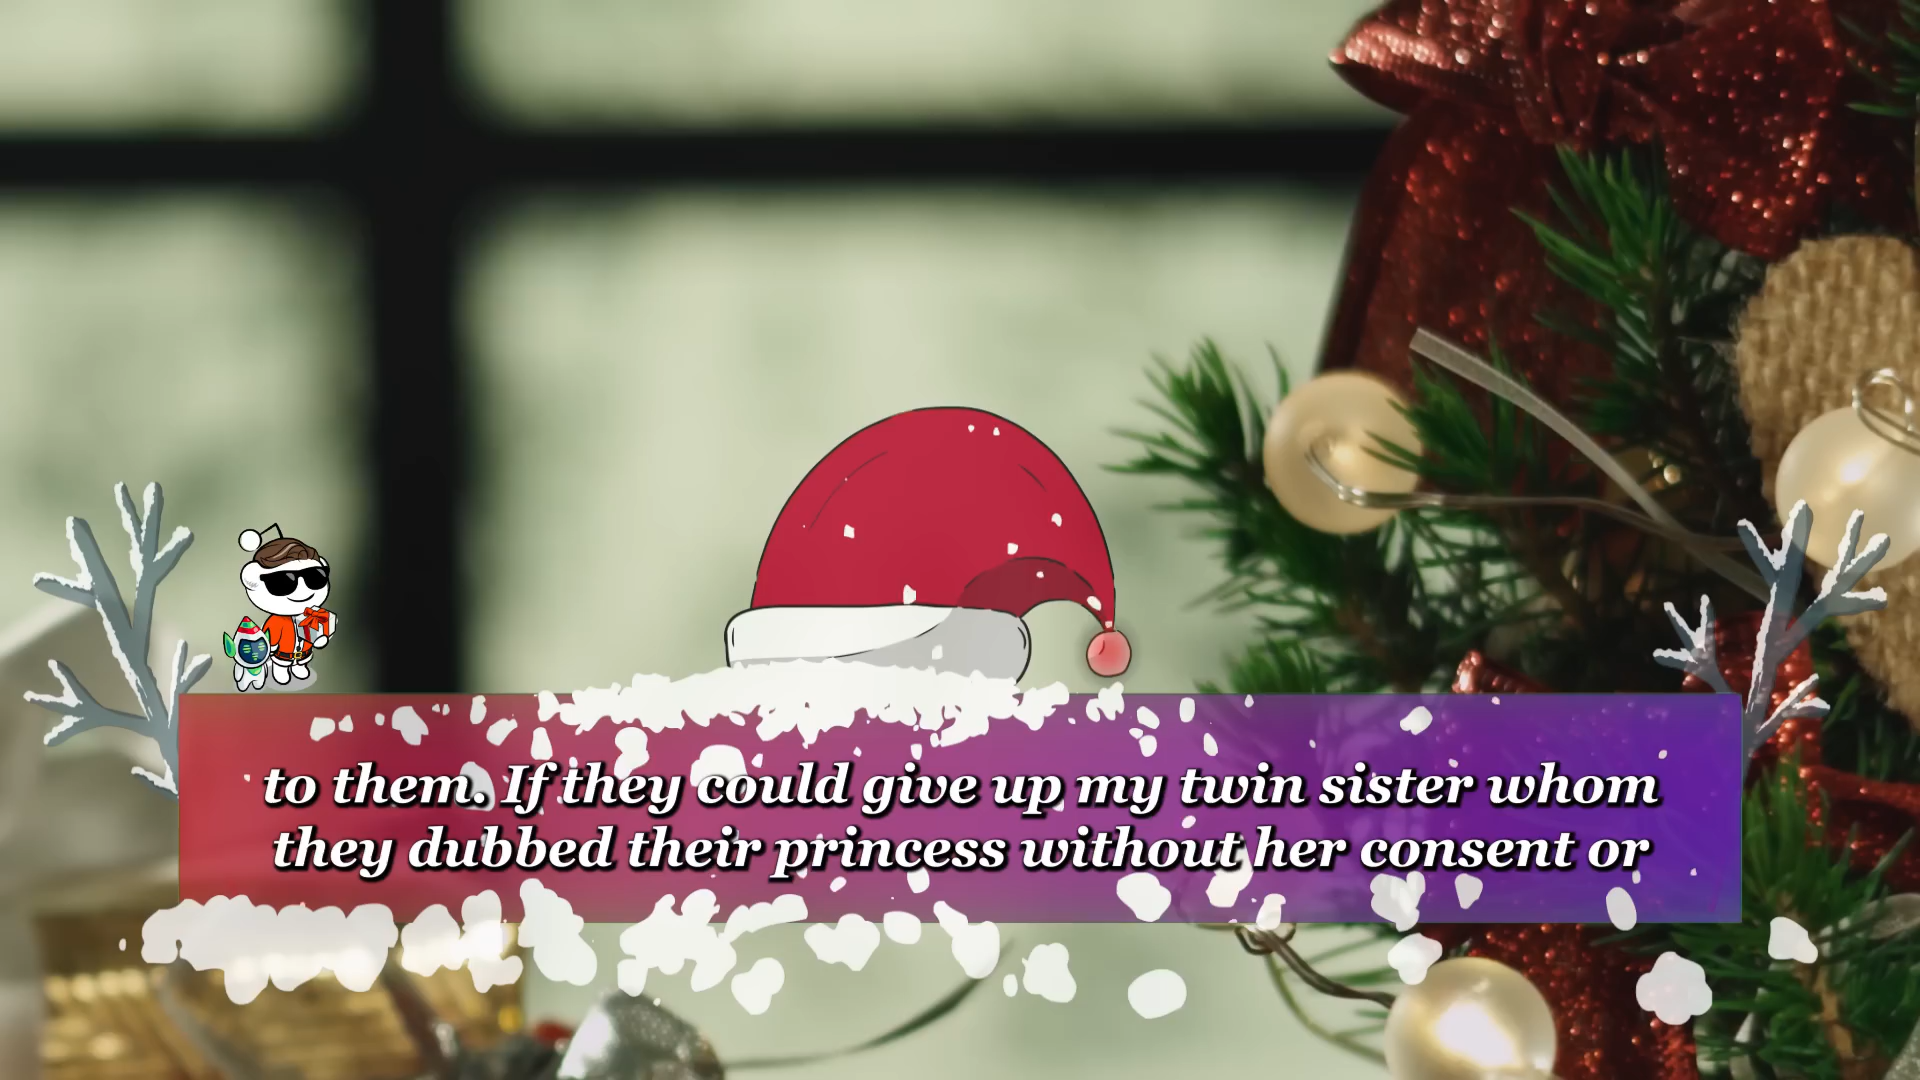 to them. If they could give up my twin sister whom
they dubbed their princess without her consent or